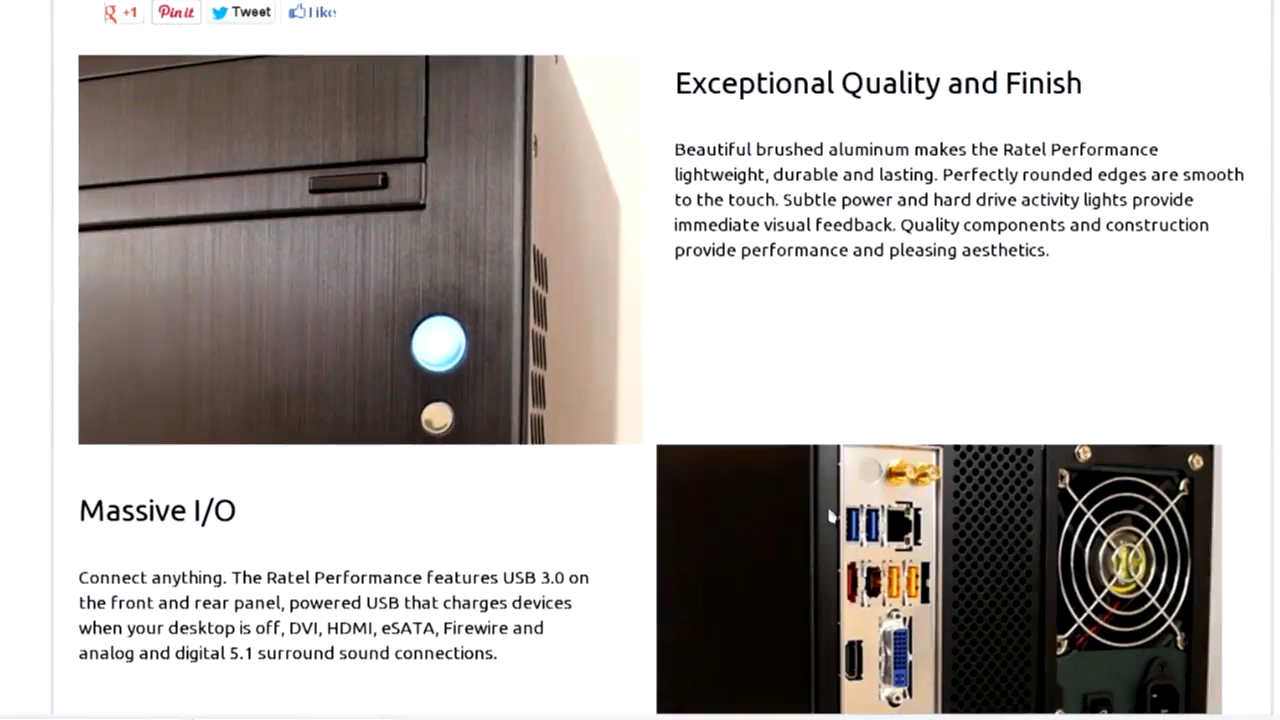 +1
Pin it
Tweet
Like
Exceptional Quality and Finish
Beautiful brushed aluminum makes the Ratel Performance
lightweight, durable and lasting. Perfectly rounded edges are smooth
to the touch. Subtle power and hard drive activity lights provide
immediate visual feedback. Quality components and construction
provide performance and pleasing aesthetics.
Massive I/O
Connect anything. The Ratel Performance features USB 3.0 on
the front and rear panel, powered USB that charges devices
when your desktop is off, DVI, HDMI, eSATA, Firewire and
analog and digital 5.1 surround sound connections.